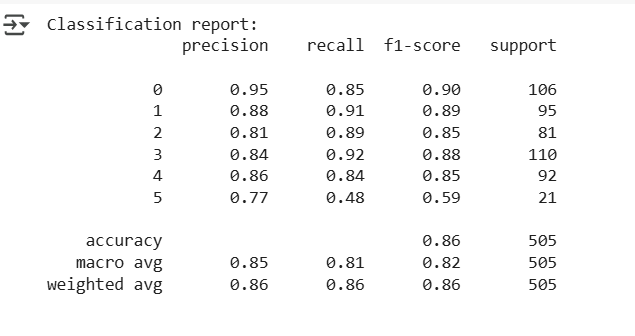 Classification report:
precision recall f1-score support
0 0.95 0.85 0.90 106
1 0.88 0.91 0.89 95
2 0.81 0.89 0.85 81
3 0.84 0.92 0.88 110
4 0.86 0.84 0.85 92
5 0.77 0.48 0.59 21
accuracy 0.86 505
macro avg 0.85 0.81 0.82 505
weighted avg 0.86 0.86 0.86 505